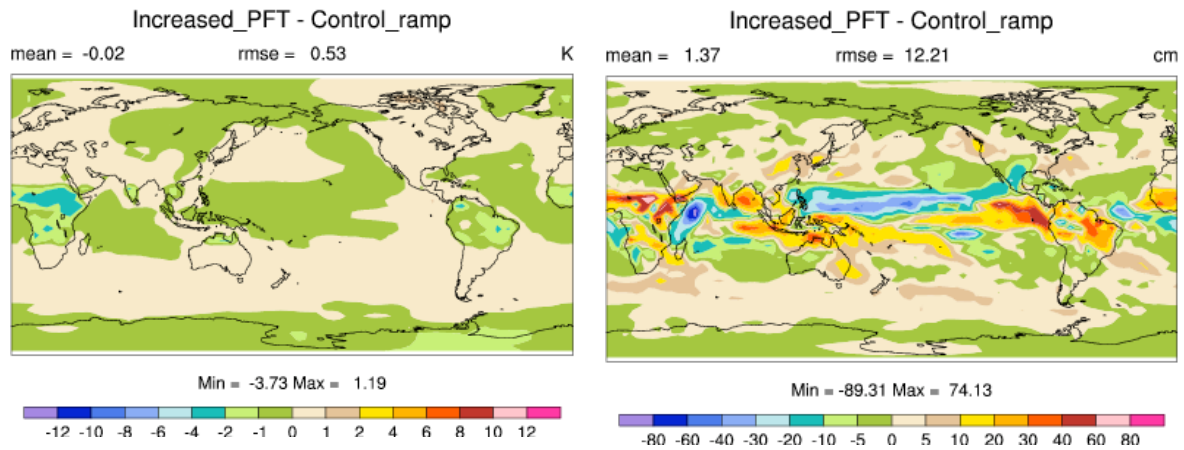 Increased_PFT - Control_ramp
mean = -0.02 rmse = 0.53 K
Min = -3.73 Max = 1.19
-12 -10 -8 -6 -4 -2 -1 0 1 2 4 6 8 10 12
Increased_PFT - Control_ramp
mean = 1.37 rmse = 12.21 cm
Min = -89.31 Max = 74.13
-80 -60 -40 -30 -20 -10 -5 0 5 10 20 30 40 60 80